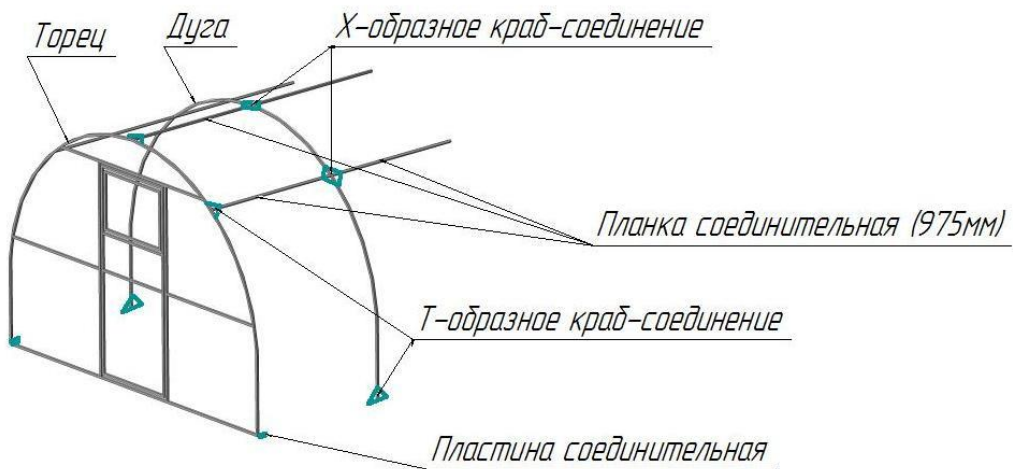 Торец
Дуга
Х-образное краб-соединение
Планка соединительная (975мм)
Т-образное краб-соединение
Пластина соединительная